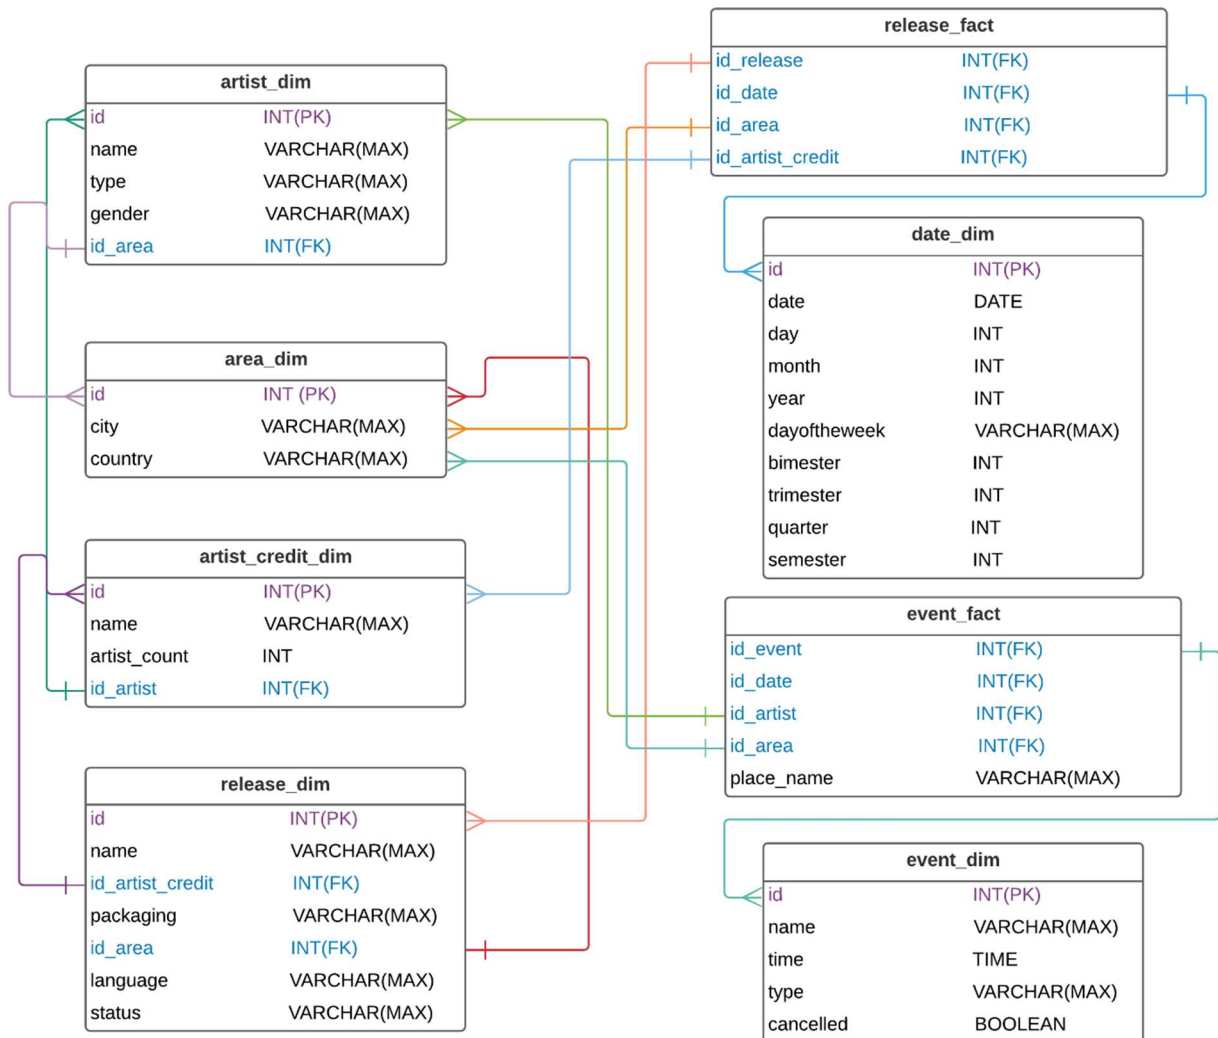 artist_dim
id INT(PK)
name VARCHAR(MAX)
type VARCHAR(MAX)
gender VARCHAR(MAX)
id_area INT(FK)
area_dim
id INT (PK)
city VARCHAR(MAX)
country VARCHAR(MAX)
artist_credit_dim
id INT(PK)
name VARCHAR(MAX)
artist_count INT
id_artist INT(FK)
release_dim
id INT(PK)
name VARCHAR(MAX)
id_artist_credit INT(FK)
packaging VARCHAR(MAX)
id_area INT(FK)
language VARCHAR(MAX)
status VARCHAR(MAX)
release_fact
id_release INT(FK)
id_date INT(FK)
id_area INT(FK)
id_artist_credit INT(FK)
date_dim
id INT(PK)
date DATE
day INT
month INT
year INT
dayoftheweek VARCHAR(MAX)
bimester INT
trimester INT
quarter INT
semester INT
event_fact
id_event INT(FK)
id_date INT(FK)
id_artist INT(FK)
id_area INT(FK)
place_name VARCHAR(MAX)
event_dim
id INT(PK)
name VARCHAR(MAX)
time TIME
type VARCHAR(MAX)
cancelled BOOLEAN